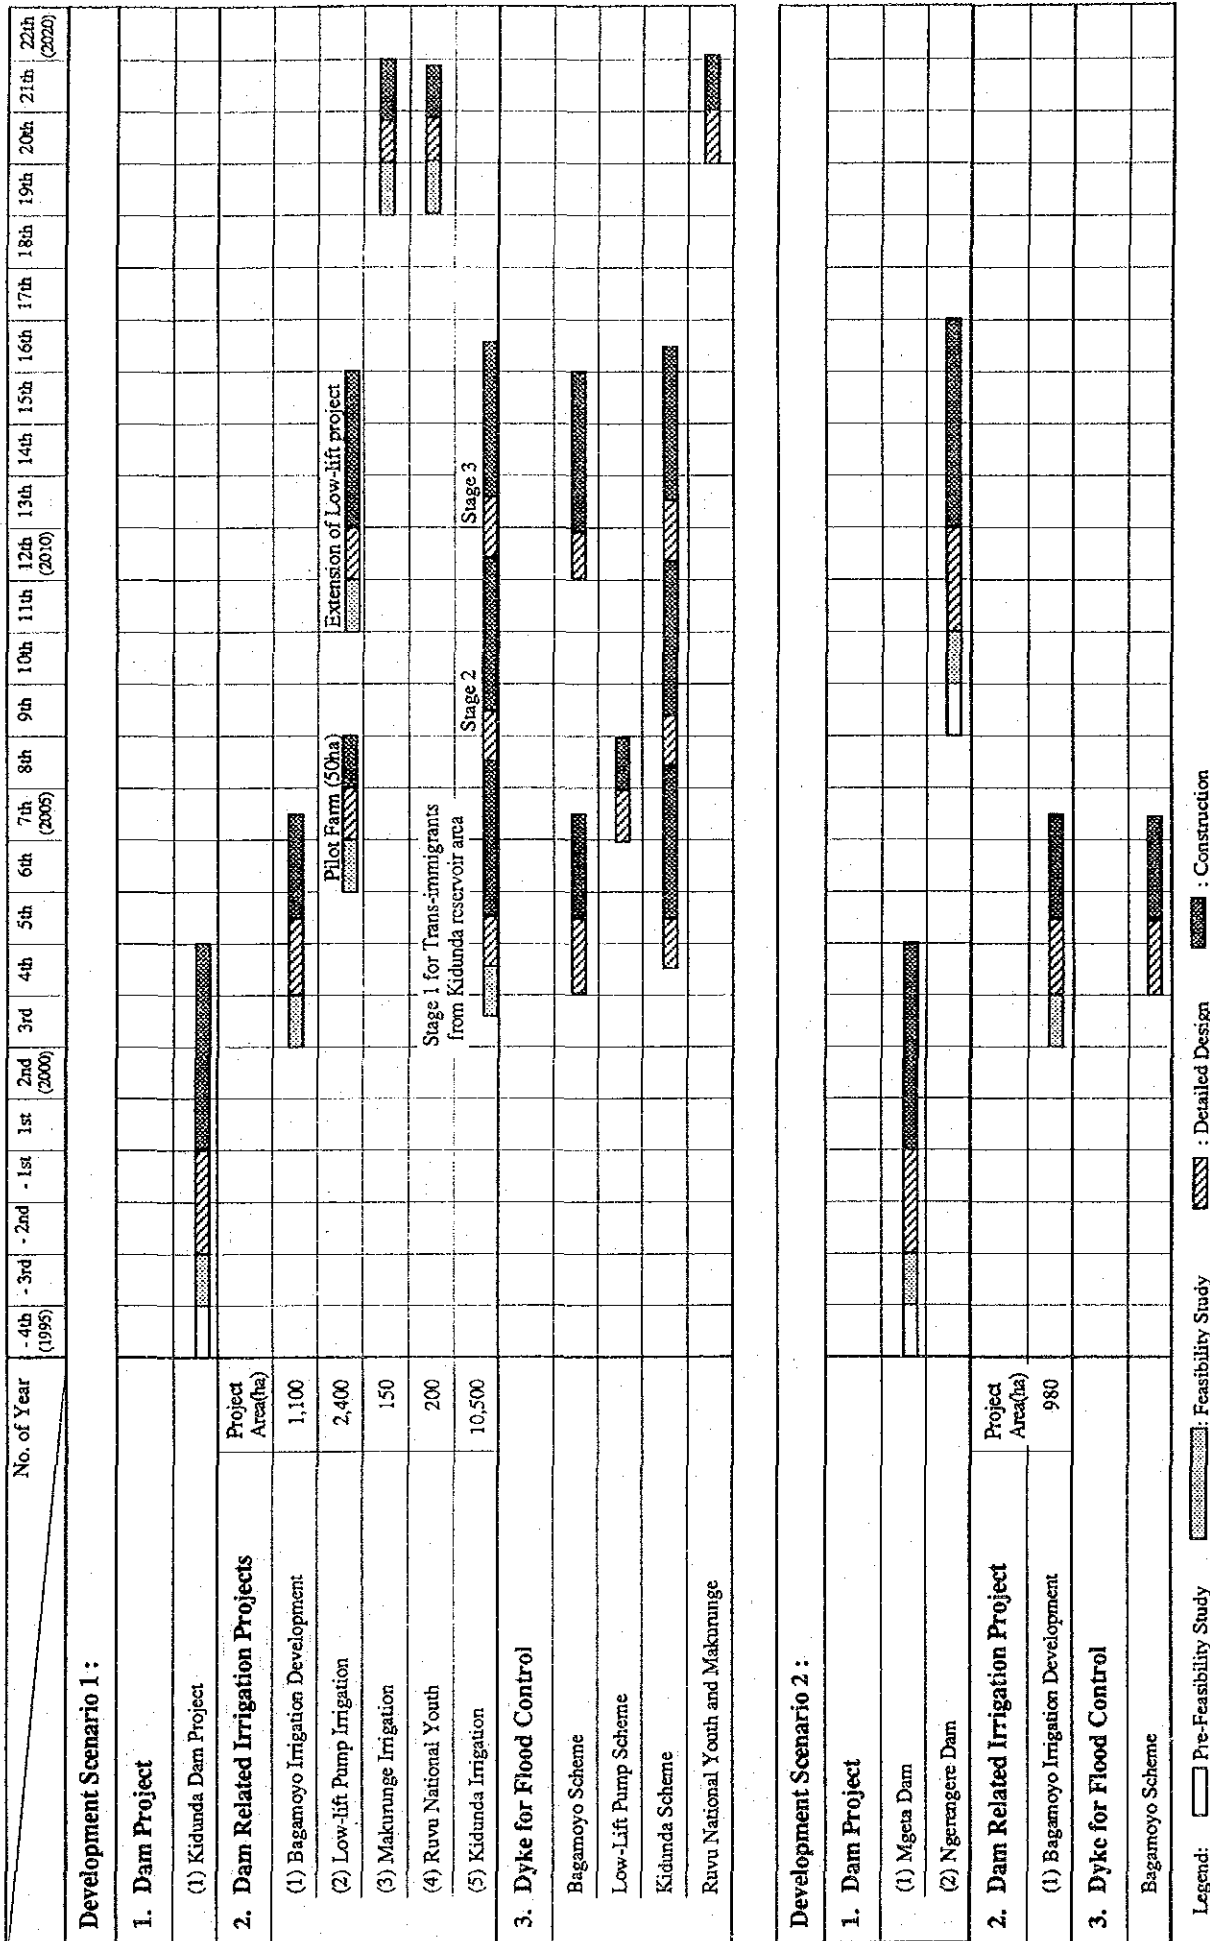 No. of Year - 4th - 3rd - 2nd - 1st 1st 2nd 3rd 4th 5th 6th 7th 8th 9th 10th 11th 12th 13th 14th 15th 16th 17th 18th 19th 20th 21th 22th
(1995) (2000) (2005) (2010) (2020)
Development Scenario 1 :
1. Dam Project
(1) Kidunda Dam Project
2. Dam Related Irrigation Projects Project
Area(ha)
(1) Bagamoyo Irrigation Development 1,100
(2) Low-lift Pump Irrigation 2,400 Pilot Farm (50ha) Extension of Low-lift project
(3) Makurunge Irrigation 150
(4) Ruvu National Youth 200
Stage 1 for Trans-immigrants
from Kidunda reservoir area
(5) Kidunda Irrigation 10,500 Stage 2 Stage 3
3. Dyke for Flood Control
Bagamoyo Scheme
Low-Lift Pump Scheme
Kidunda Scheme
Ruvu National Youth and Makurunge
Development Scenario 2 :
1. Dam Project
(1) Mgeta Dam
(2) Ngerengere Dam
2. Dam Related Irrigation Project Project
Area(ha)
(1) Bagamoyo Irrigation Development 980
3. Dyke for Flood Control
Bagamoyo Scheme
Legend: Pre-Feasibility Study : Feasibility Study : Detailed Design : Construction